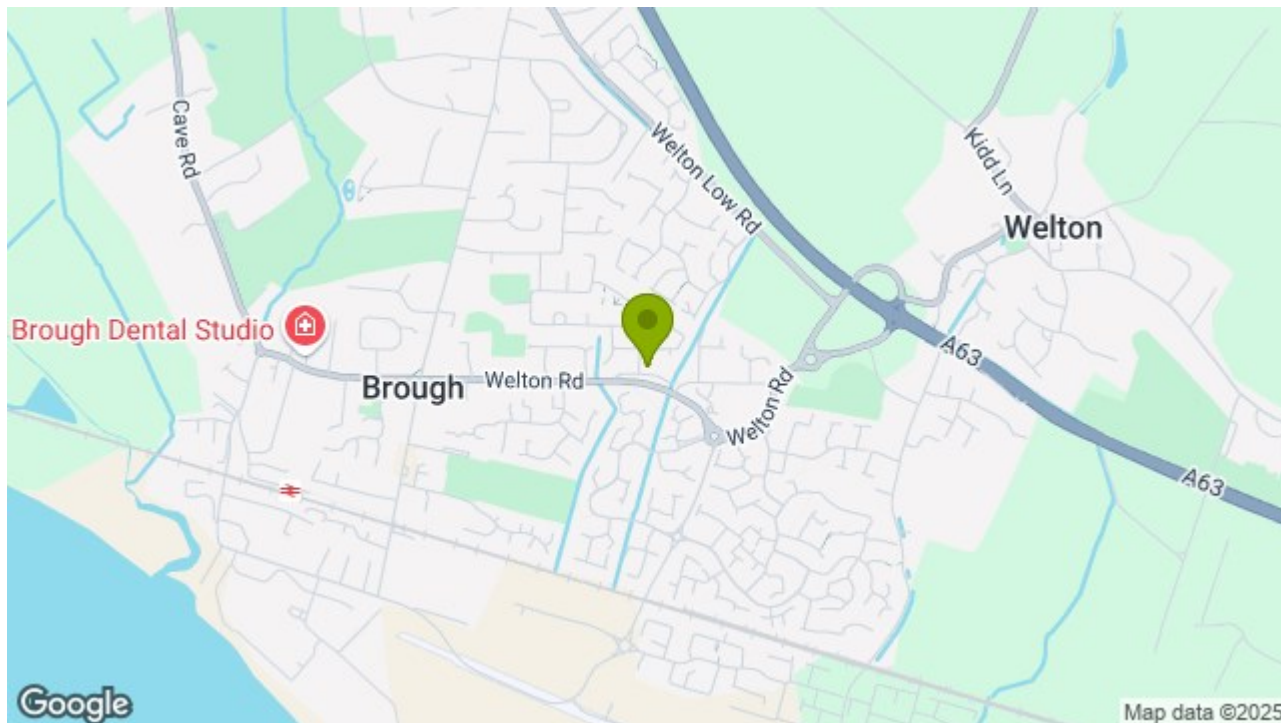 Cave Rd
Welton Low Rd
Kidd Ln
Welton
Brough Dental Studio
A63
Brough
Welton Rd
Welton Rd
A63
Google
Map data ©2025